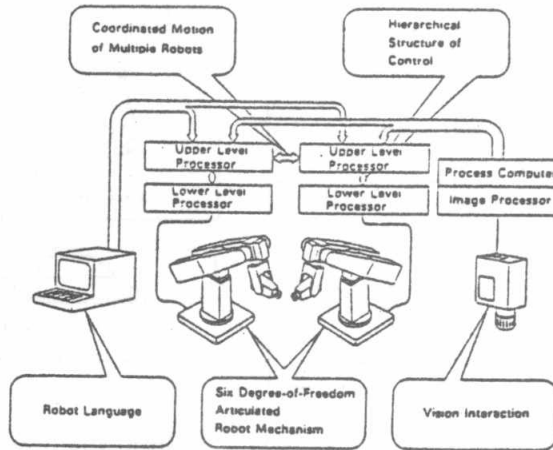 Coordinated Motion
of Multiple Robots
Hierarchical
Structure of
Control
Upper Level
Processor
Upper Level
Processor
Lower Level
Processor
Lower Level
Processor
Process Computer
Image Processor
Robot Language
Six Degree-of-Freedom
Articulated
Robot Mechanism
Vision Interaction